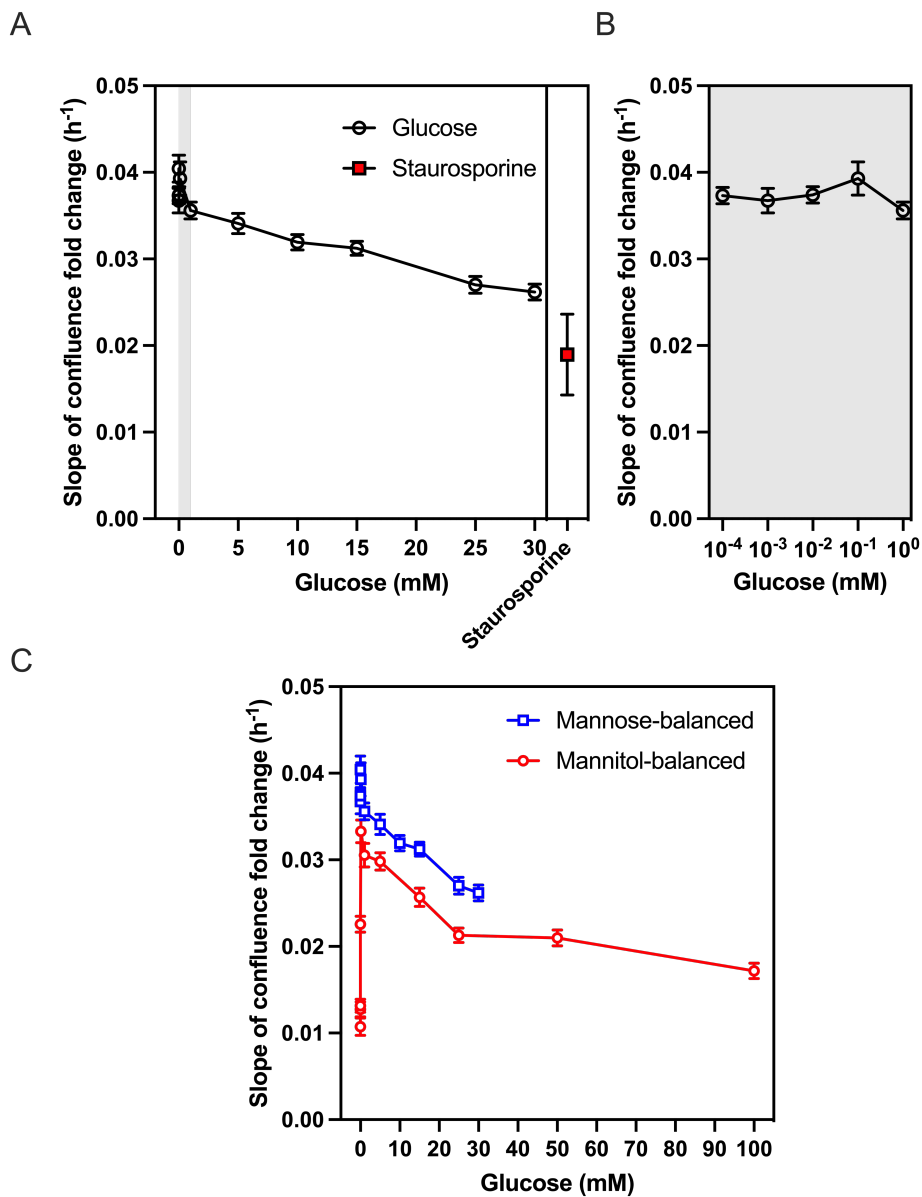 A
B
Slope of confluence fold change (h⁻¹)
0.05
0.04
0.03
0.02
0.01
0.00
Glucose
Staurosporine
0 5 10 15 20 25 30
Staurosporine
Glucose (mM)
Slope of confluence fold change (h⁻¹)
0.05
0.04
0.03
0.02
0.01
0.00
10⁻⁴ 10⁻³ 10⁻² 10⁻¹ 10⁰
Glucose (mM)
C
Slope of confluence fold change (h⁻¹)
0.05
0.04
0.03
0.02
0.01
0.00
Mannose-balanced
Mannitol-balanced
0 10 20 30 40 50 60 70 80 90 100
Glucose (mM)